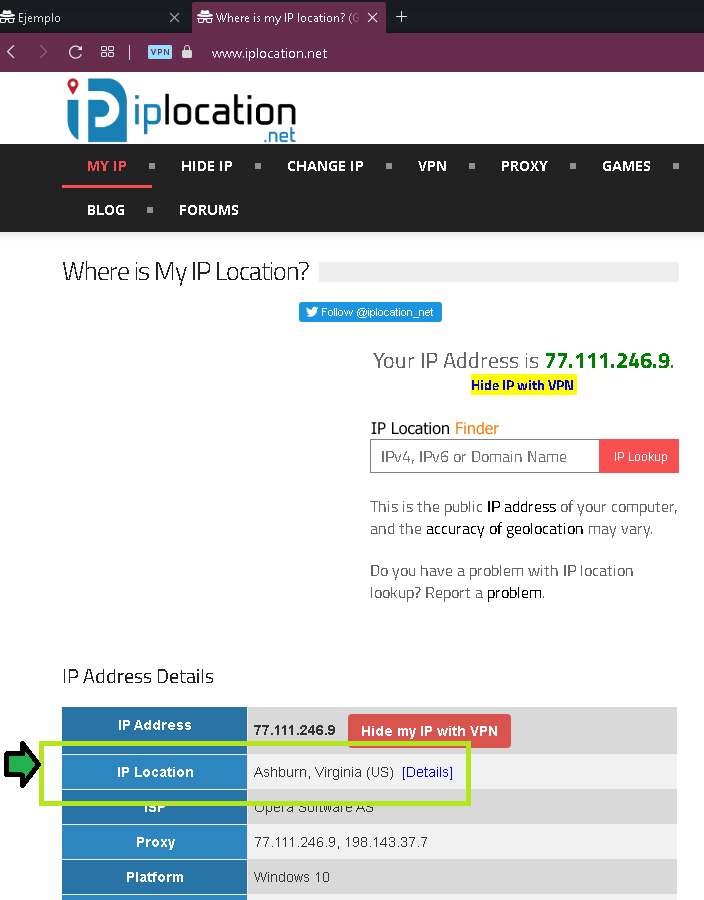 Ejemplo
Where is my IP location? (G
VPN
www.iplocation.net
iplocation
.net
MY IP
HIDE IP
CHANGE IP
VPN
PROXY
GAMES
BLOG
FORUMS
Where is My IP Location?
Follow @iplocation_net
Your IP Address is 77.111.246.9.
Hide IP with VPN
IP Location Finder
IPv4, IPv6 or Domain Name
IP Lookup
This is the public IP address of your computer,
and the accuracy of geolocation may vary.
Do you have a problem with IP location
lookup? Report a problem.
IP Address Details
IP Address 77.111.246.9 Hide my IP with VPN
IP Location Ashburn, Virginia (US) [Details]
ISP Opera Software AS
Proxy 77.111.246.9, 198.143.37.7
Platform Windows 10